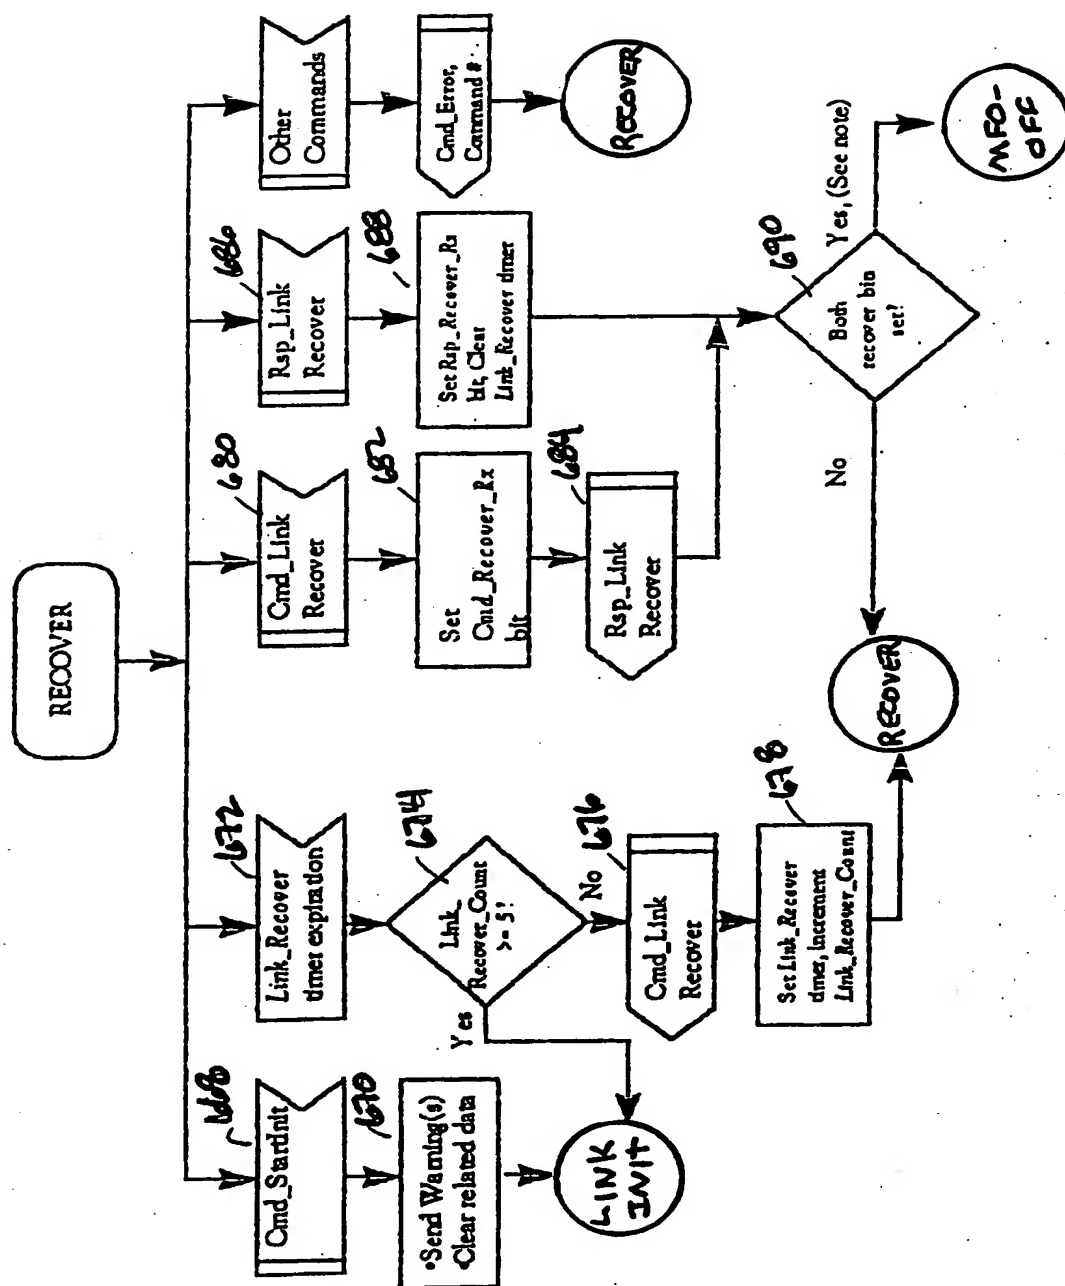 RECOVER
668
Cmd_StartInit
670
•Send Warning(s)
•Clear related data
LINK
INIT
672
Link_Recover
timer expiration
674
Link_
Recover_Count
>= 5?
Yes
No
676
Cmd_Link
Recover
678
Set Link_Recover
timer, increment
Link_Recover_Count
RECOVER
680
Cmd_Link
Recover
682
Set
Cmd_Recover_Rx
bit
684
Rsp_Link
Recover
686
Rsp_Link
Recover
688
Set Rsp_Recover_Rx
bit, Clear
Link_Recover timer
690
Both
recover bits
set?
No
Yes, (See note)
MFO-
OFF
Other
Commands
Cmd_Error,
Command #
RECOVER